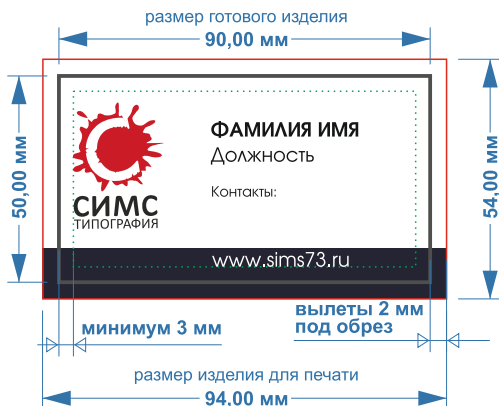 размер готового изделия
90,00 мм
50,00 мм
54,00 мм
ФАМИЛИЯ ИМЯ
Должность
Контакты:
СИМС
ТИПОГРАФИЯ
www.sims73.ru
минимум 3 мм
вылеты 2 мм
под обрез
размер изделия для печати
94,00 мм